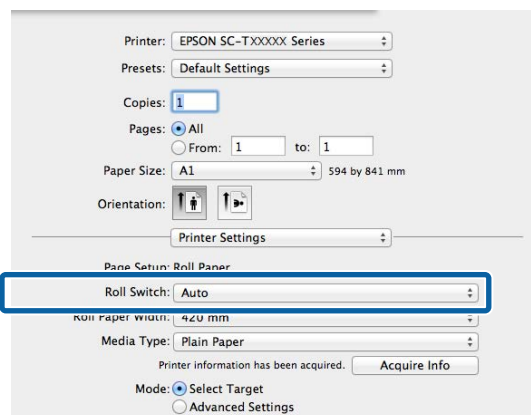 Printer: EPSON SC-TXXXXX Series
Presets: Default Settings
Copies: 1
Pages: All
From: 1 to: 1
Paper Size: A1 594 by 841 mm
Orientation:
Printer Settings
Page Setup: Roll Paper
Roll Switch: Auto
Roll Paper Width: 420 mm
Media Type: Plain Paper
Printer information has been acquired. Acquire Info
Mode: Select Target
Advanced Settings